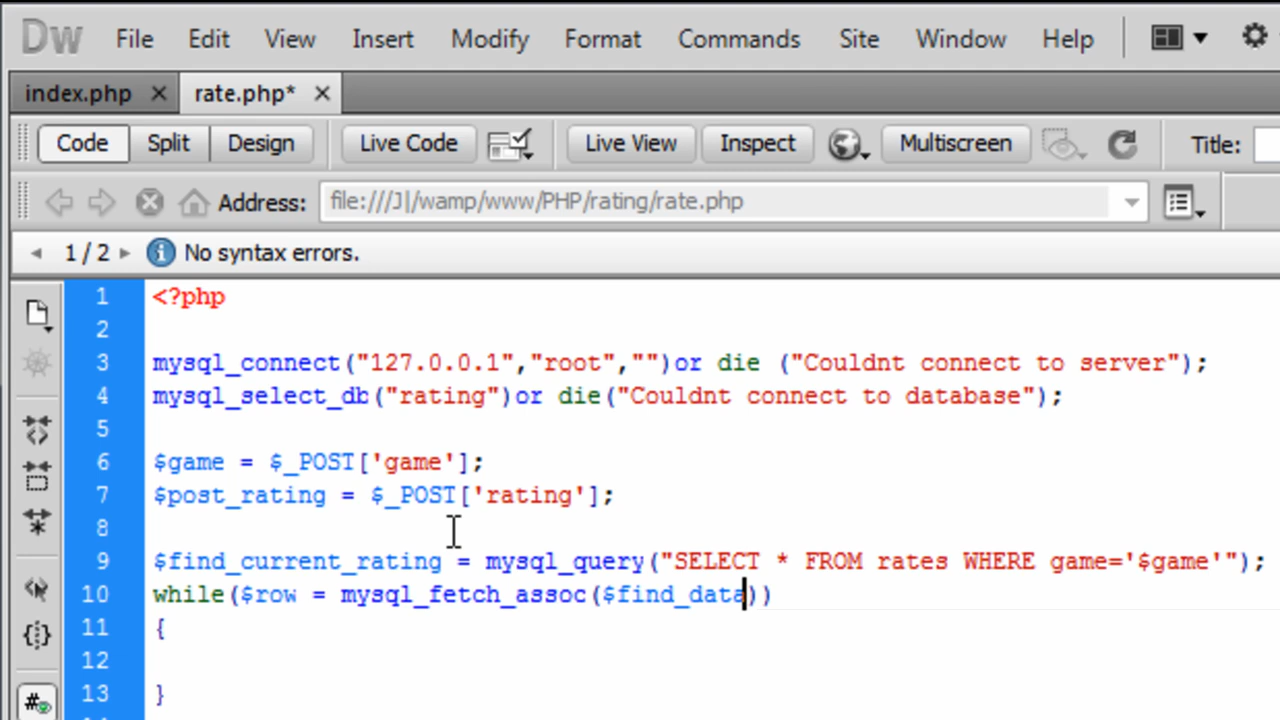 Dw File Edit View Insert Modify Format Commands Site Window Help
index.php rate.php*
Code Split Design Live Code Live View Inspect Multiscreen Title:
Address: file:///J|/wamp/www/PHP/rating/rate.php
1 / 2 No syntax errors.
1 <?php
2
3 mysql_connect("127.0.0.1","root","")or die ("Couldnt connect to server");
4 mysql_select_db("rating")or die("Couldnt connect to database");
5
6 $game = $_POST['game'];
7 $post_rating = $_POST['rating'];
8
9 $find_current_rating = mysql_query("SELECT * FROM rates WHERE game='$game'");
10 while($row = mysql_fetch_assoc($find_data))
11 {
12
13 }